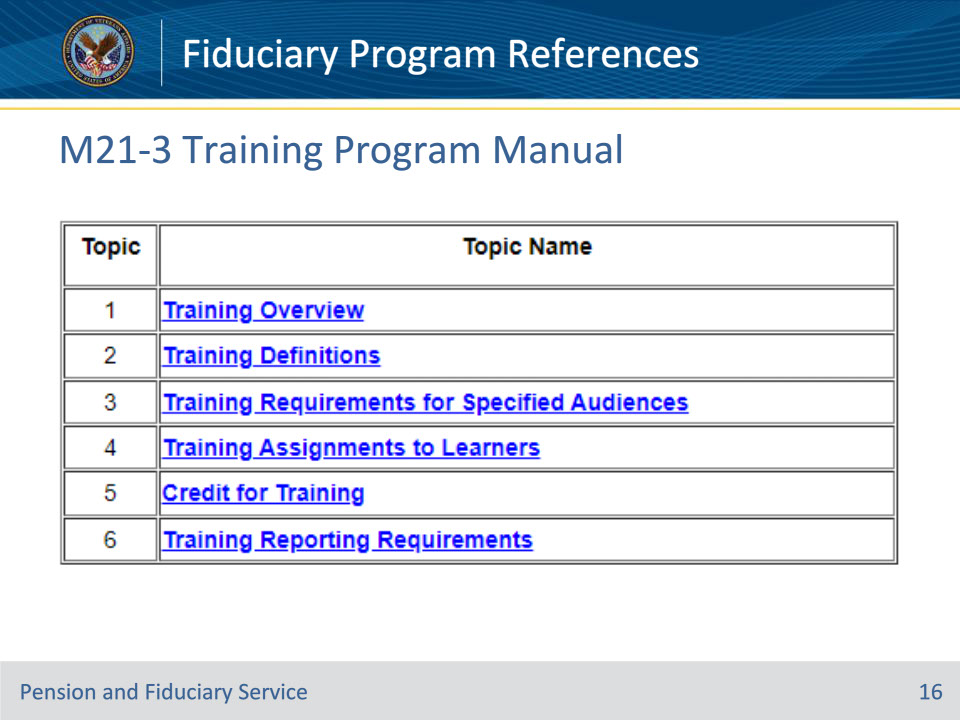 Fiduciary Program References
M21-3 Training Program Manual
Topic Topic Name
1 Training Overview
2 Training Definitions
3 Training Requirements for Specified Audiences
4 Training Assignments to Learners
5 Credit for Training
6 Training Reporting Requirements
Pension and Fiduciary Service 16